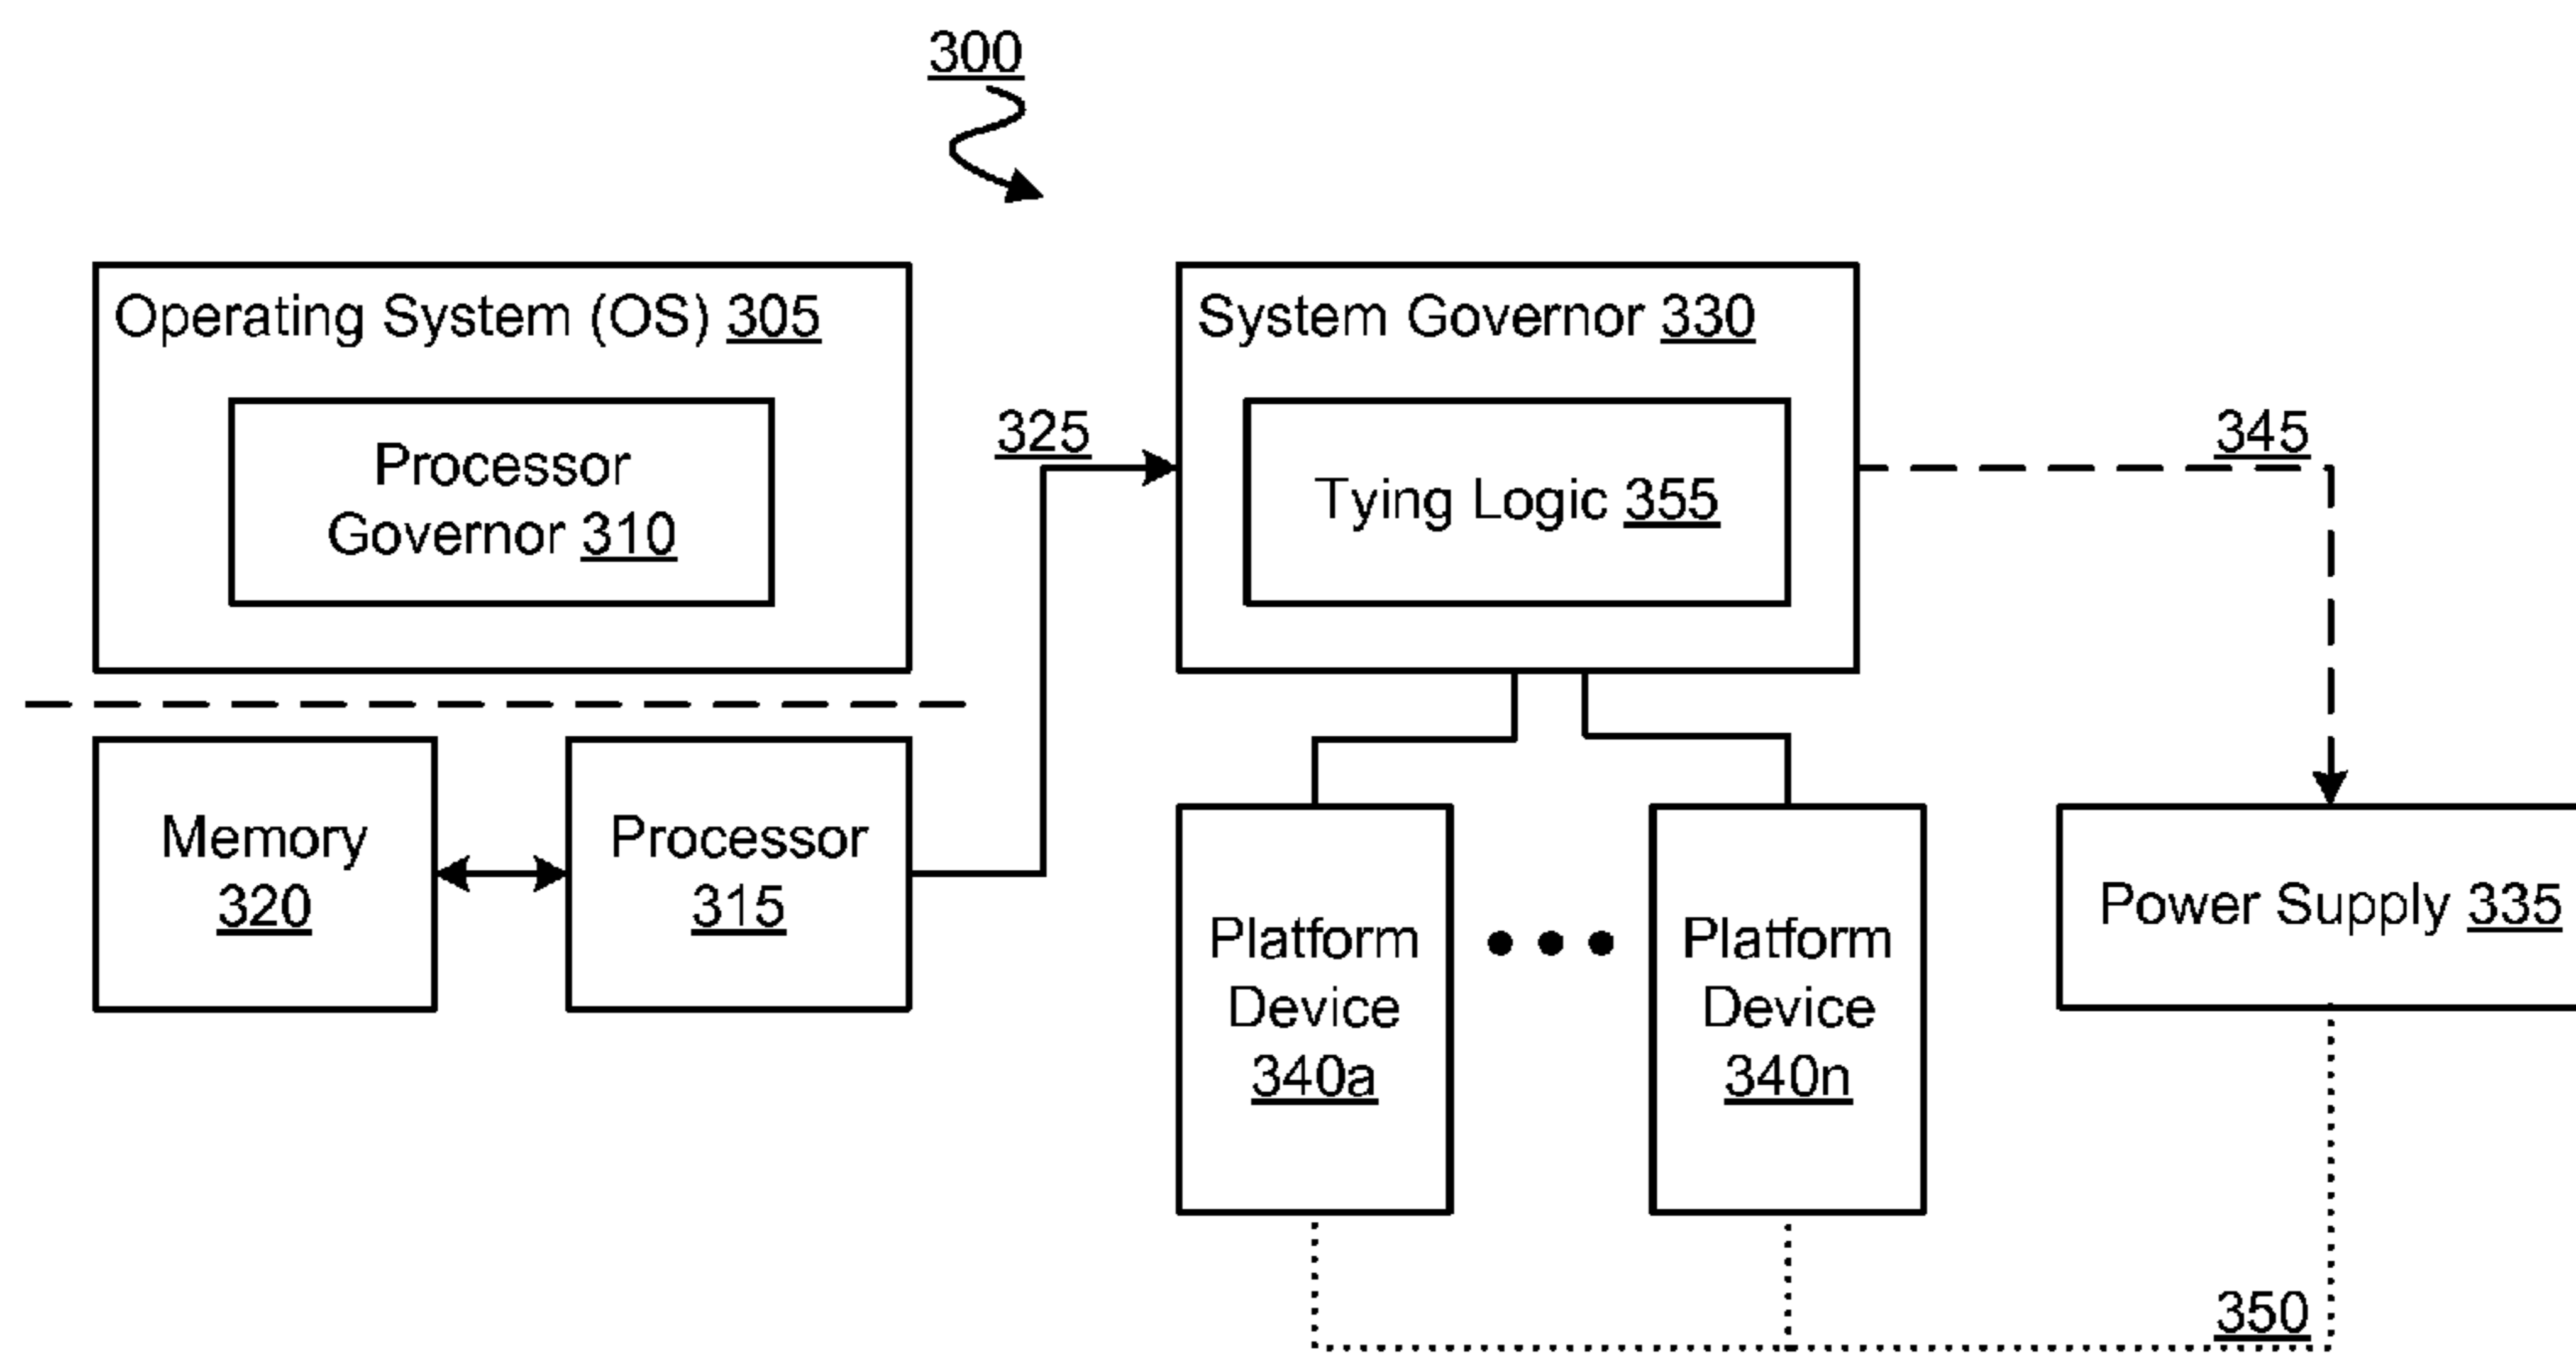 300
Operating System (OS) 305
Processor
Governor 310
325
System Governor 330
Tying Logic 355
345
Memory
320
Processor
315
Platform
Device
340a
Platform
Device
340n
Power Supply 335
350